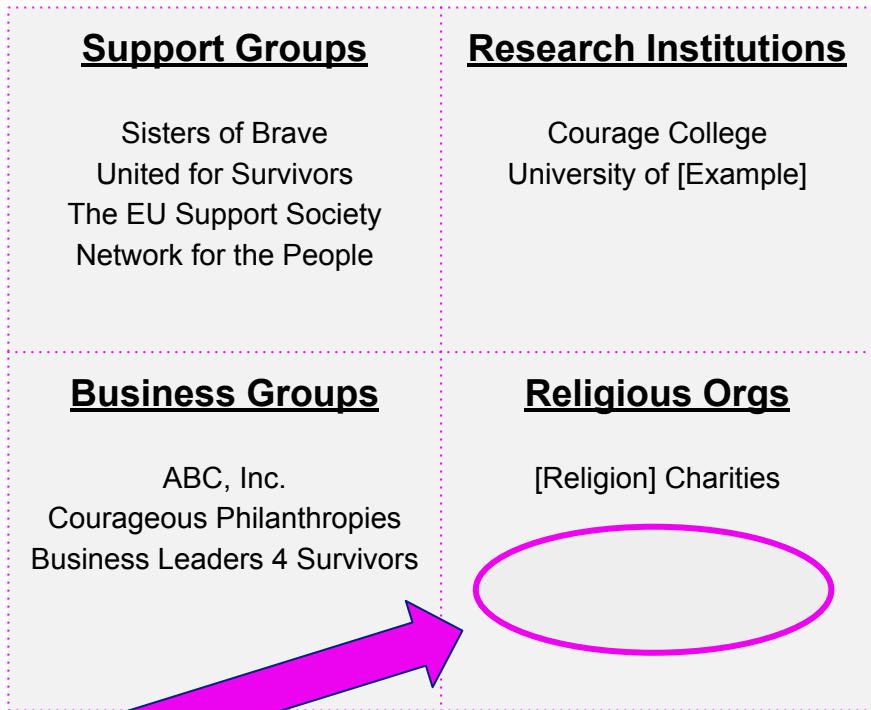 Support Groups
Sisters of Brave
United for Survivors
The EU Support Society
Network for the People
Research Institutions
Courage College
University of [Example]
Business Groups
ABC, Inc.
Courageous Philanthropies
Business Leaders 4 Survivors
Religious Orgs
[Religion] Charities